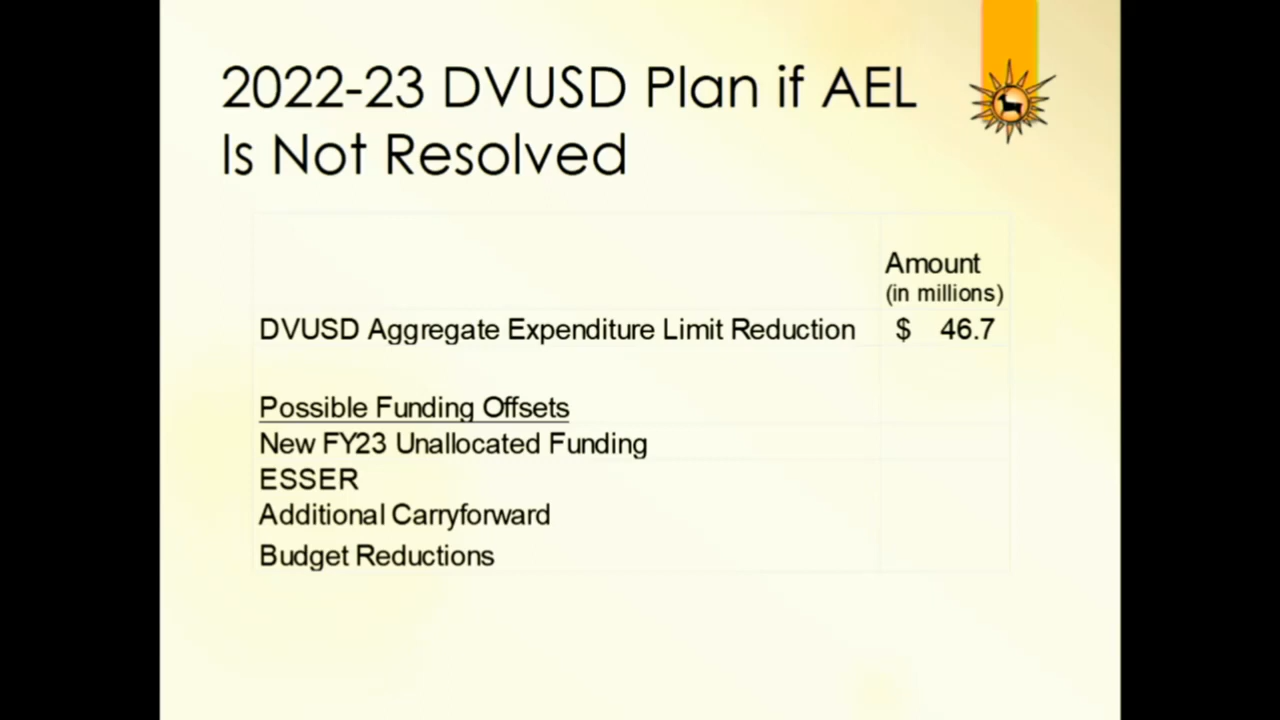 2022-23 DVUSD Plan if AEL
Is Not Resolved
Amount
(in millions)
DVUSD Aggregate Expenditure Limit Reduction $ 46.7
Possible Funding Offsets
New FY23 Unallocated Funding
ESSER
Additional Carryforward
Budget Reductions